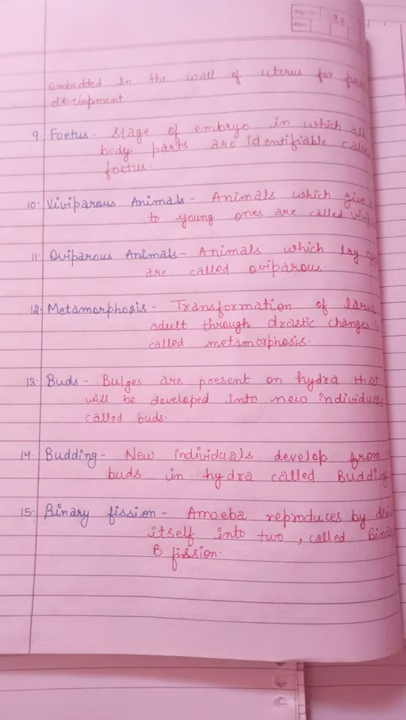 38
embedded in the wall of uterus for
development.
9. Foetus - Stage of embryo in which all
body parts are identifiable
foetus.
10. Viviparous Animals - Animals which give
to young ones are called
11. Oviparous Animals - Animals which lay
are called oviparous.
12. Metamorphosis - Transformation of
adult through drastic changes
called metamorphosis.
13. Buds - Bulges are present on hydra that
will be developed into new individuals
called buds.
14. Budding - New individuals develop from
buds in hydra called
15. Binary fission - Amoeba reproduces by
itself into two, called
B fission.